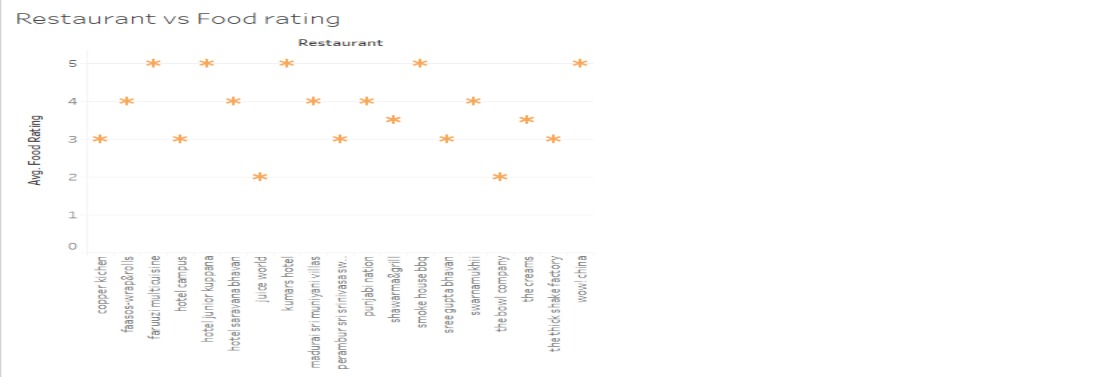 Restaurant vs Food rating
Restaurant
Avg. Food Rating
5
4
3
2
1
0
copper kichen
faasos-wrap&rolls
faruuzi multicuisine
hotel campus
hotel junior kuppana
hotel saravana bhavan
juice world
kumars hotel
madurai sri muniyani villas
perambur sri srinivasa sw..
punjabi nation
shawarma&grill
smoke house bbq
sree gupta bhavan
swarnamukhii
the bowl company
the creams
the thick shake factory
wow! china